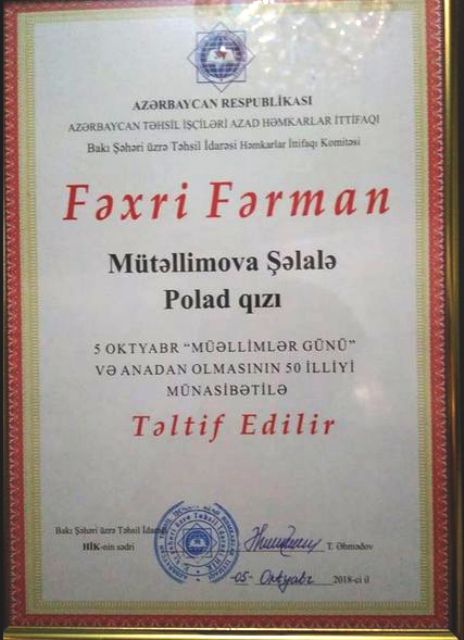 AZƏRBAYCAN RESPUBLİKASI
AZƏRBAYCAN TƏHSİL İŞÇİLƏRİ AZAD HƏMKARLAR İTTİFAQI
Bakı Şəhəri üzrə Təhsil İdarəsi Həmkarlar İttifaqı Komitəsi
Fəxri Fərman
Mütəllimova Şəlalə
Polad qızı
5 OKTYABR “MÜƏLLİMLƏR GÜNÜ”
VƏ ANADAN OLMASININ 50 İLLİYİ
MÜNASİBƏTİLƏ
Təltif Edilir
Bakı Şəhəri üzrə Təhsil İdarəsi
HİK-nin sədri
T. Əhmədov
05- Oktyabr 2018-ci il